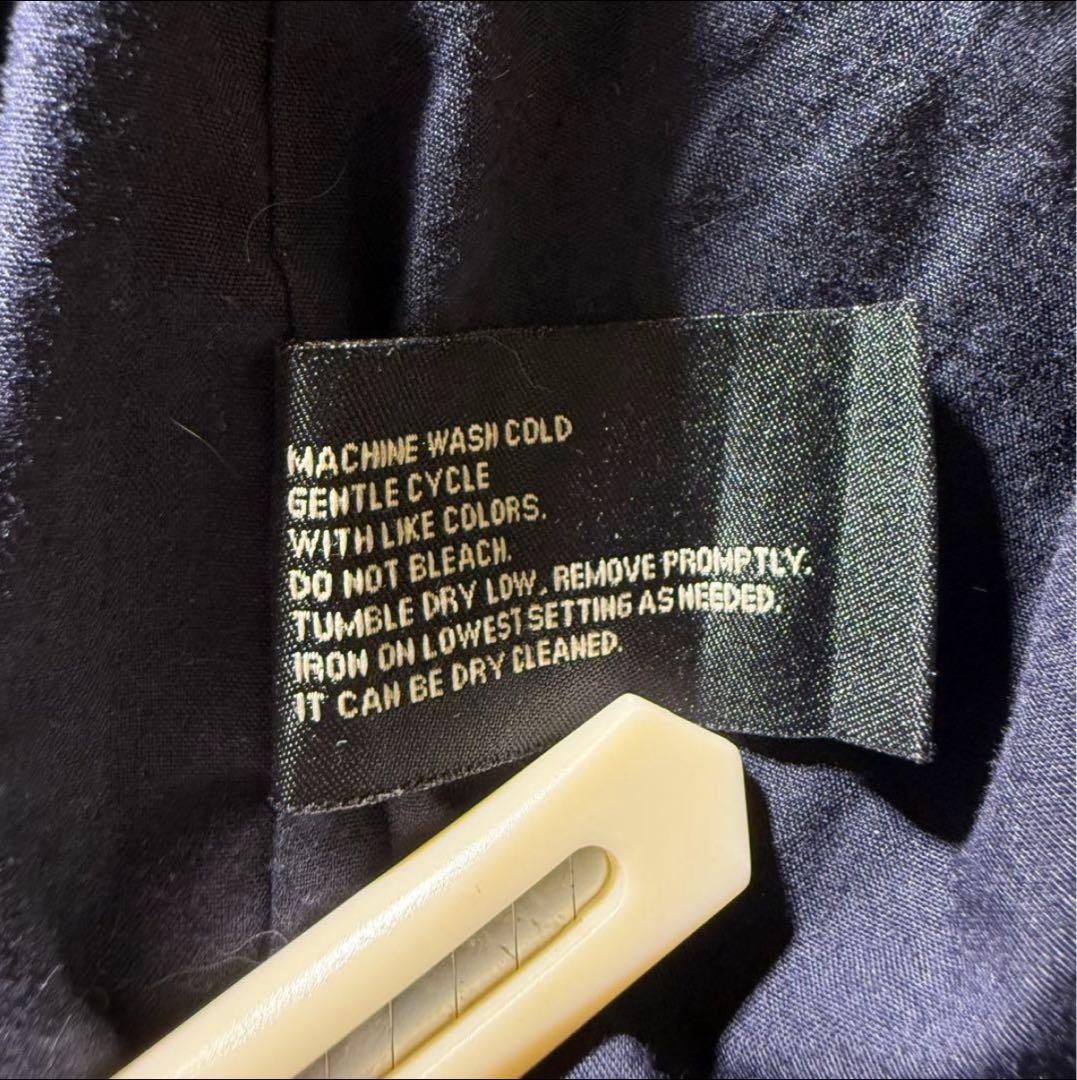 MACHINE WASH COLD
GENTLE CYCLE
WITH LIKE COLORS.
DO NOT BLEACH.
TUMBLE DRY LOW. REMOVE PROMPTLY.
IRON ON LOWEST SETTING AS NEEDED.
IT CAN BE DRY CLEANED.